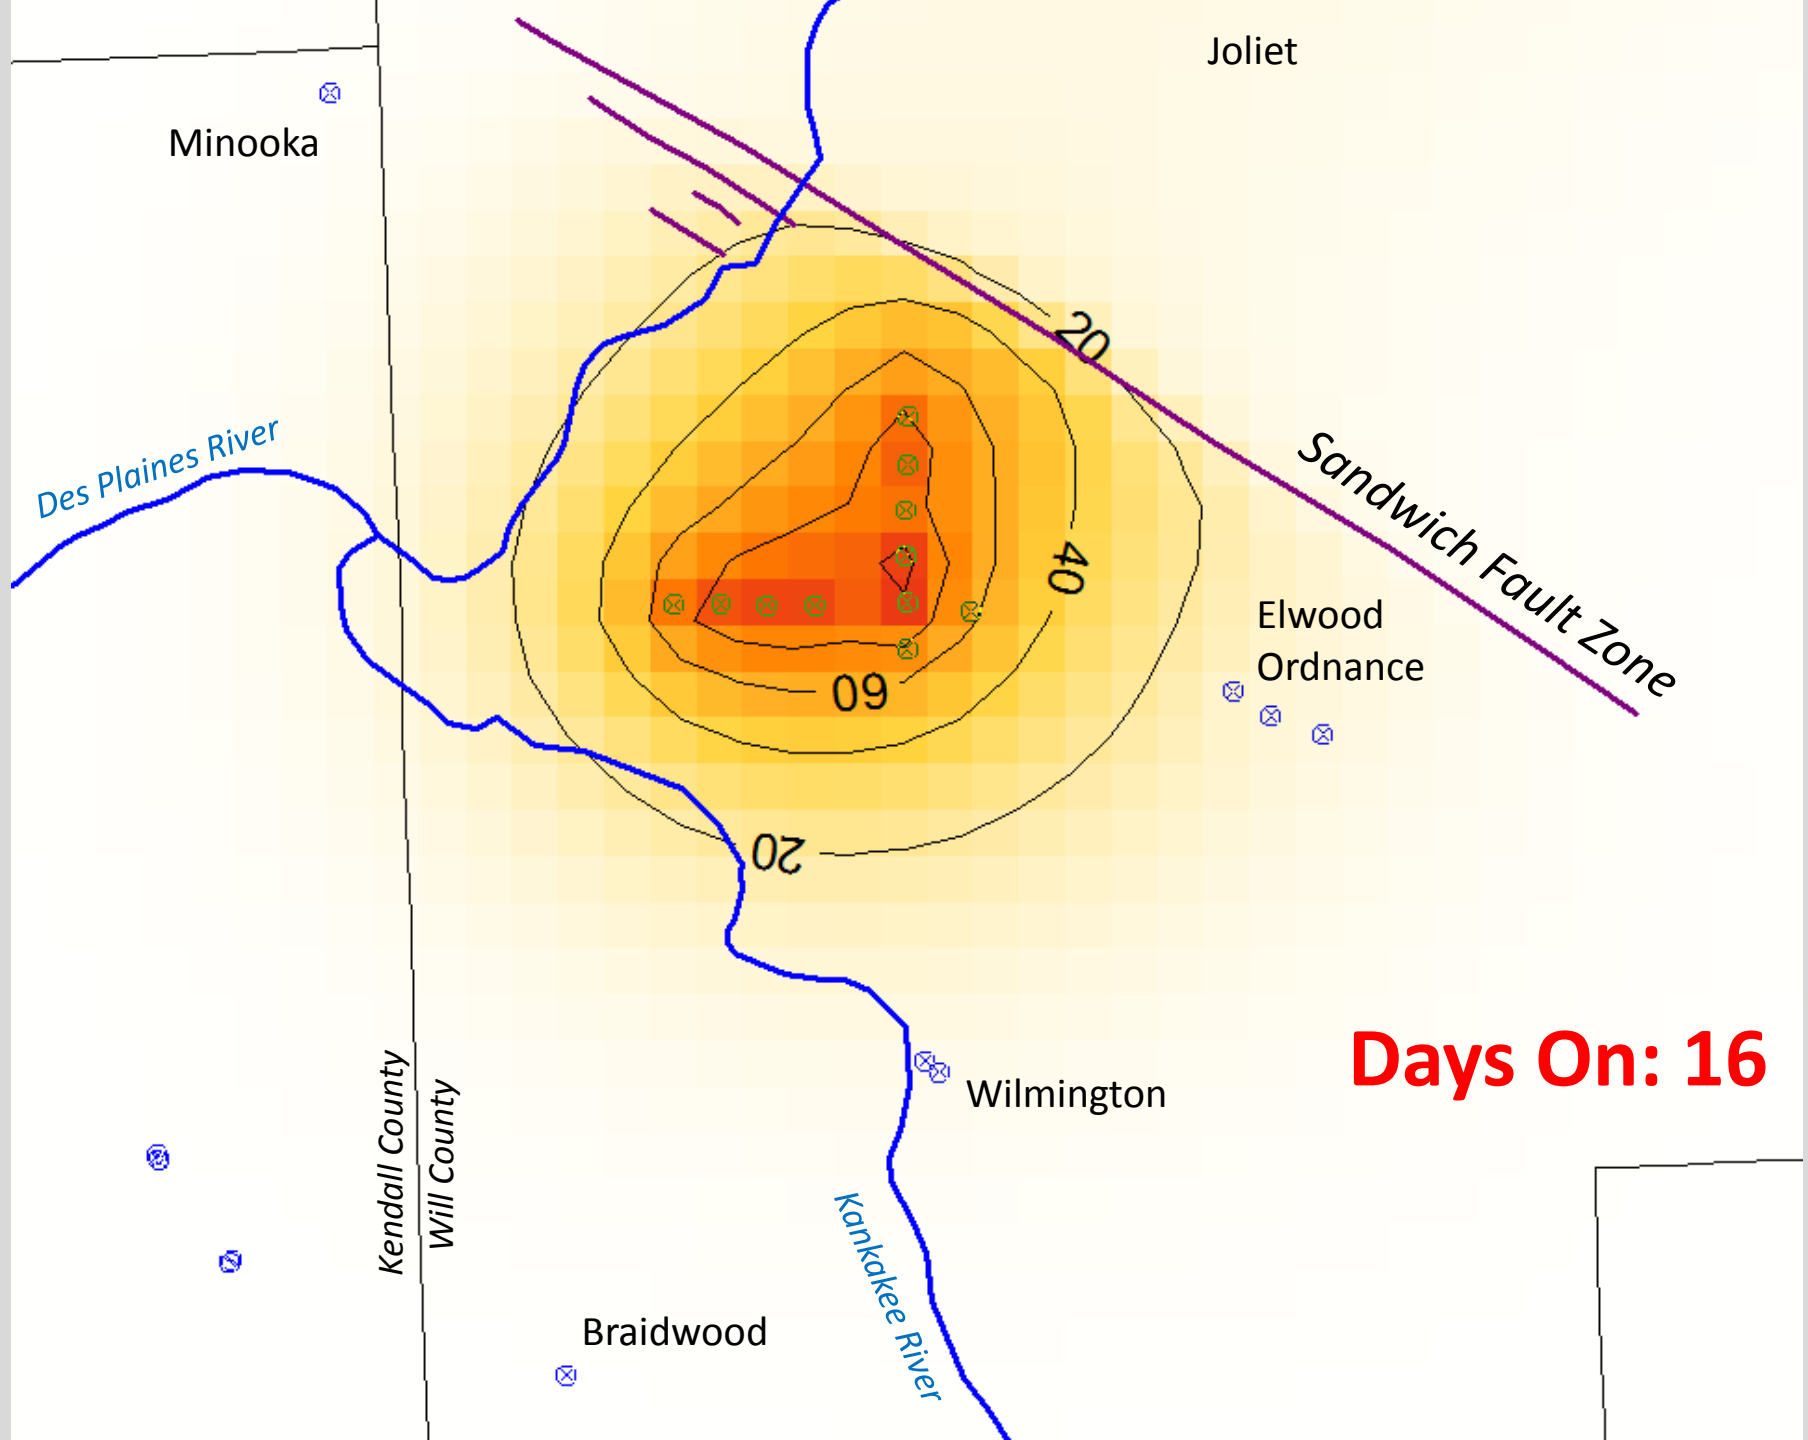 Joliet
Minooka
20
Des Plaines River
Sandwich Fault Zone
40
Elwood
Ordnance
60
20
Days On: 16
Wilmington
Kendall County
Will County
Kankakee River
Braidwood